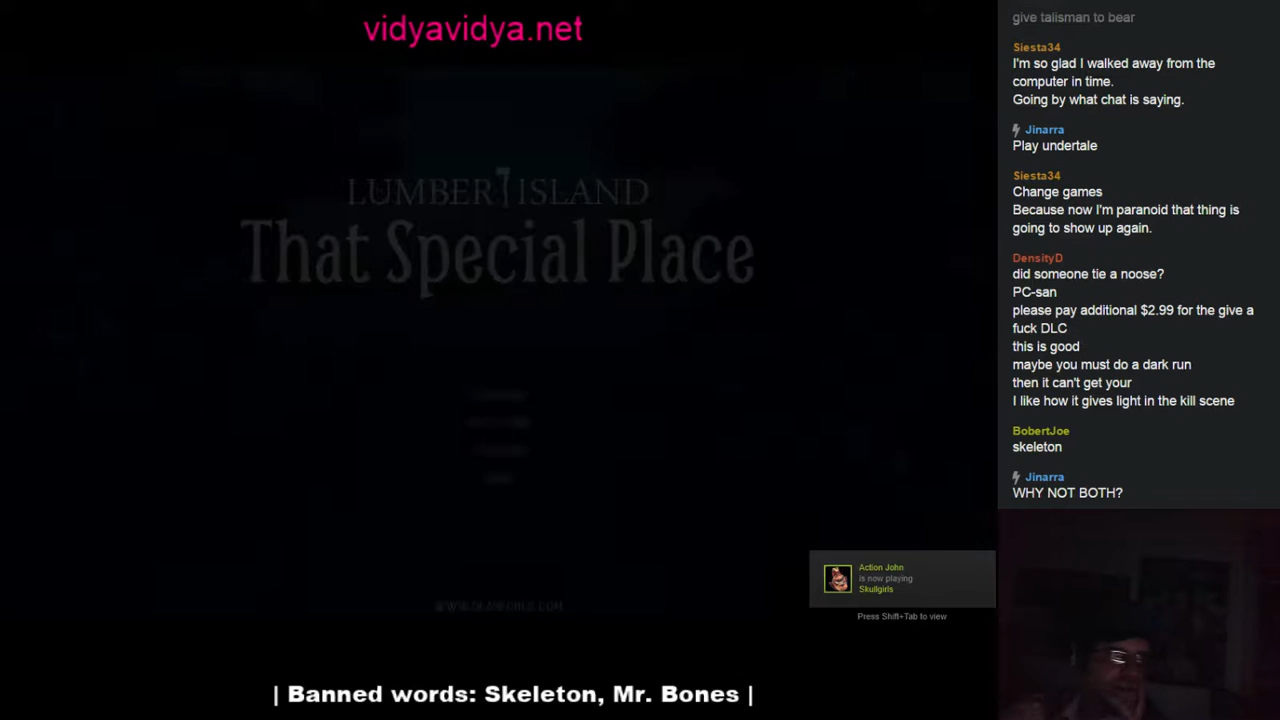 vidyavidya.net
LUMBER ISLAND
That Special Place
Action John
is now playing
Skullgirls
Press Shift+Tab to view
| Banned words: Skeleton, Mr. Bones |
give talisman to bear
Siesta34
I'm so glad I walked away from the
computer in time.
Going by what chat is saying.
Jinarra
Play undertale
Siesta34
Change games
Because now I'm paranoid that thing is
going to show up again.
DensityD
did someone tie a noose?
PC-san
please pay additional $2.99 for the give a
fuck DLC
this is good
maybe you must do a dark run
then it can't get your
I like how it gives light in the kill scene
BobertJoe
skeleton
Jinarra
WHY NOT BOTH?